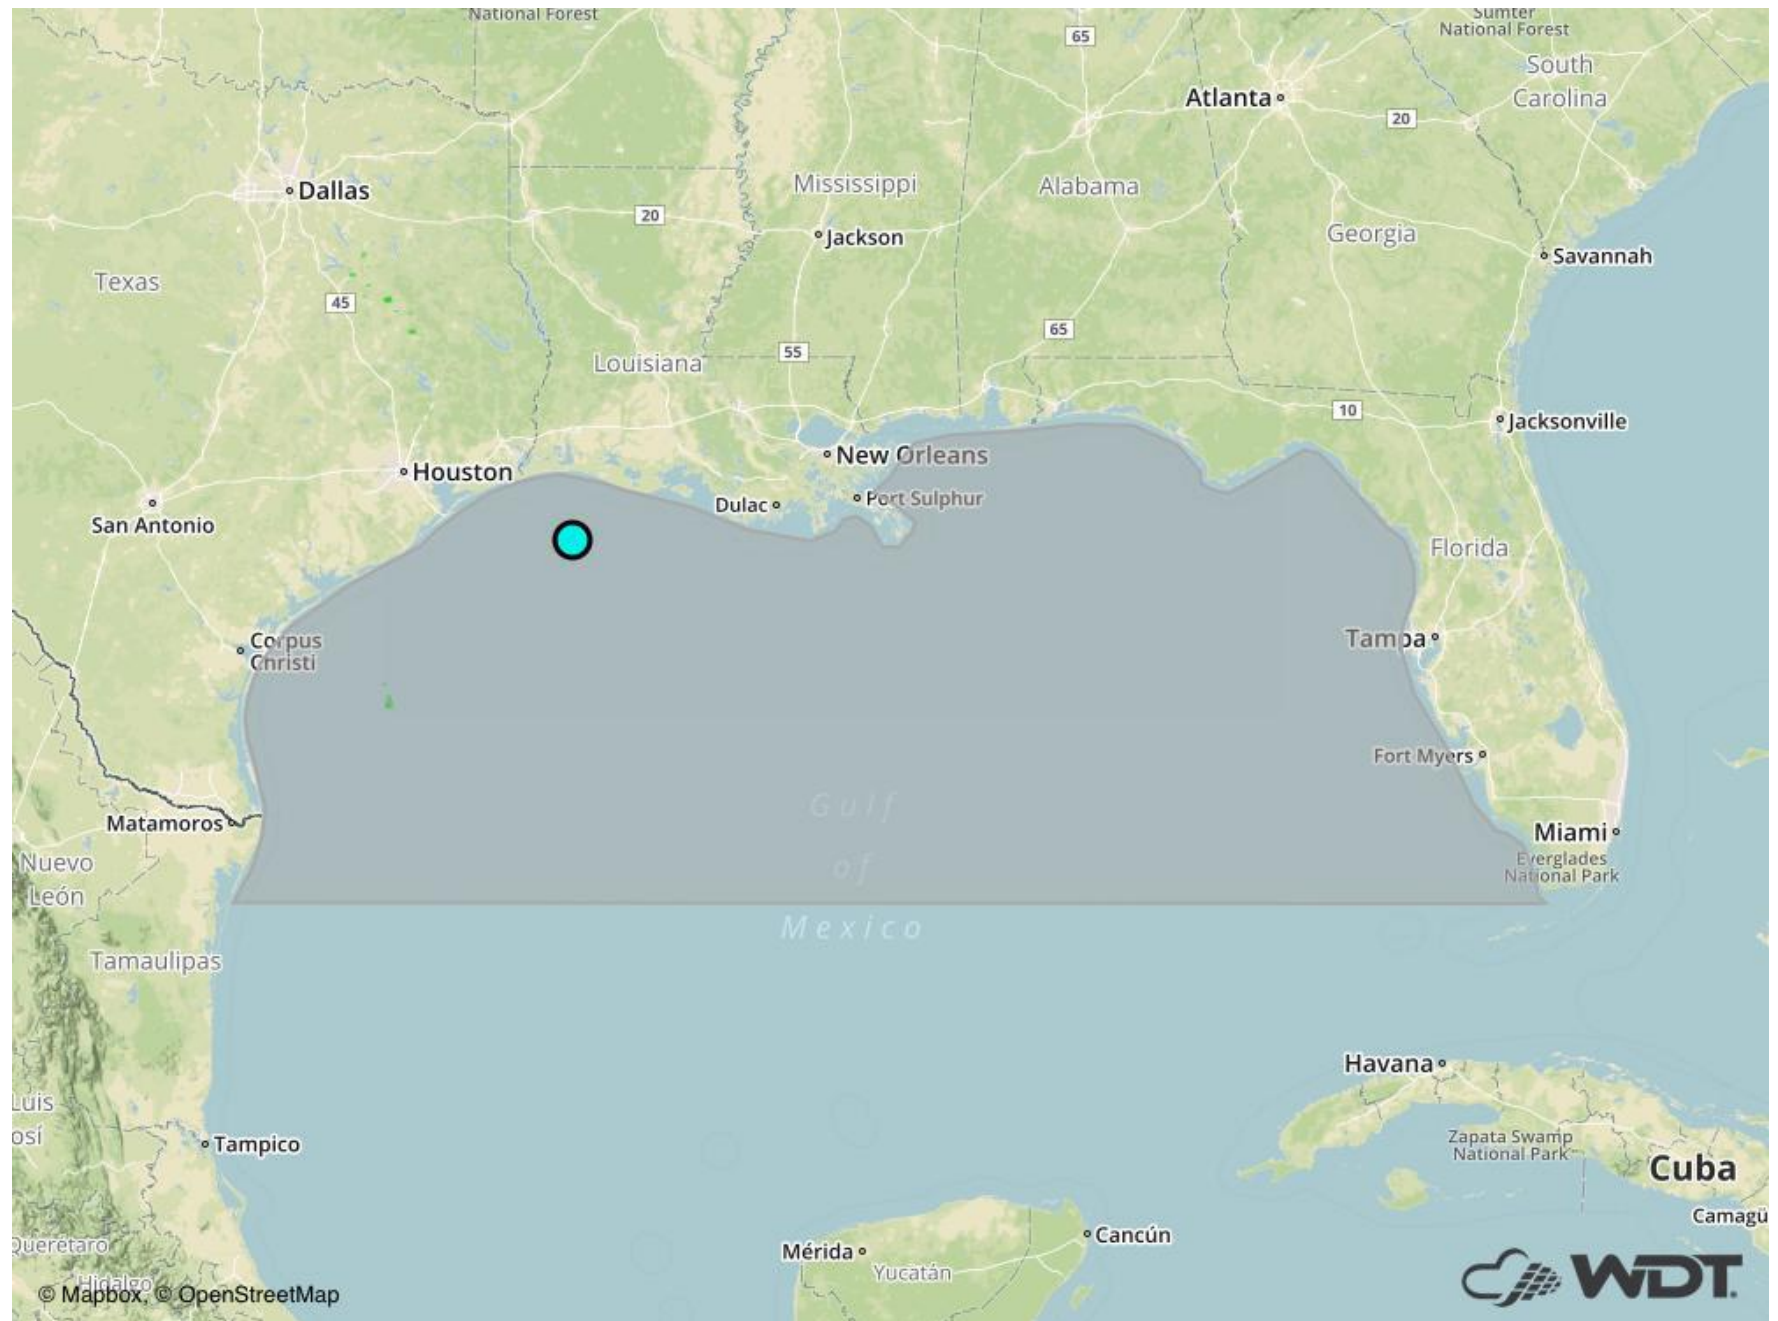 National Forest
Sumter
National Forest
65
South
Carolina
Atlanta
20
Dallas
Mississippi
Alabama
20
Jackson
Georgia
Savannah
Texas
45
65
55
Louisiana
10
Jacksonville
New Orleans
Houston
Dulac
Port Sulphur
San Antonio
Florida
Corpus
Christi
Tampa
Fort Myers
Gulf
of
Mexico
Matamoros
Miami
Everglades
National Park
Nuevo
León
Tamaulipas
Havana
Luis
osí
Tampico
Zapata Swamp
National Park
Cuba
Camagü
Cancún
Mérida
Yucatán
Queretaro
Hidalgo
© Mapbox, © OpenStreetMap
WDT.